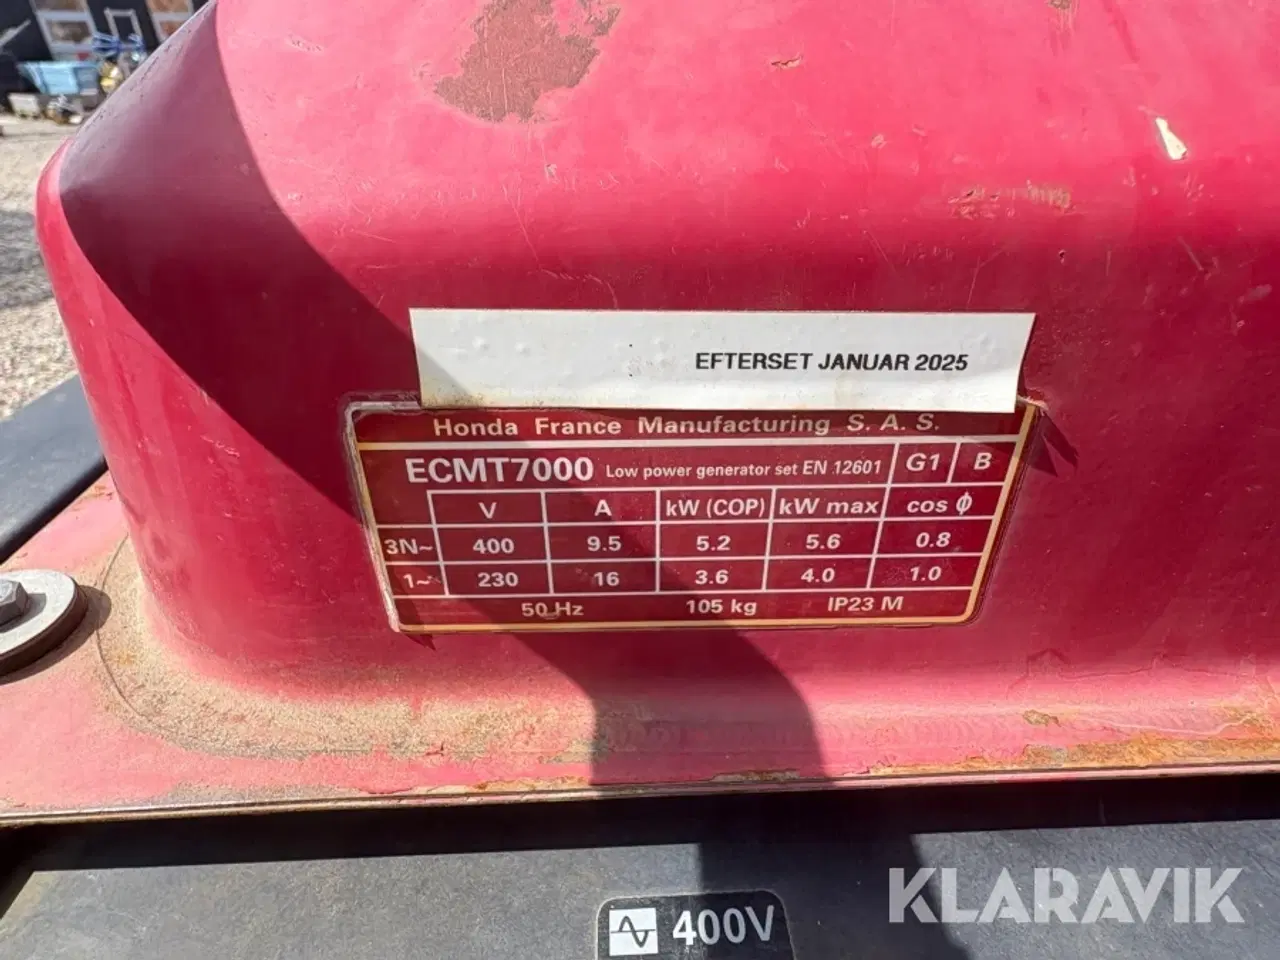 EFTERSET JANUAR 2025
Honda France Manufacturing S. A. S.
ECMT7000 Low power generator set EN 12601 G1 B
V A kW (COP) kW max cos ϕ
3N~ 400 9.5 5.2 5.6 0.8
1~ 230 16 3.6 4.0 1.0
50 Hz 105 kg IP23 M
400V
KLARAVIK